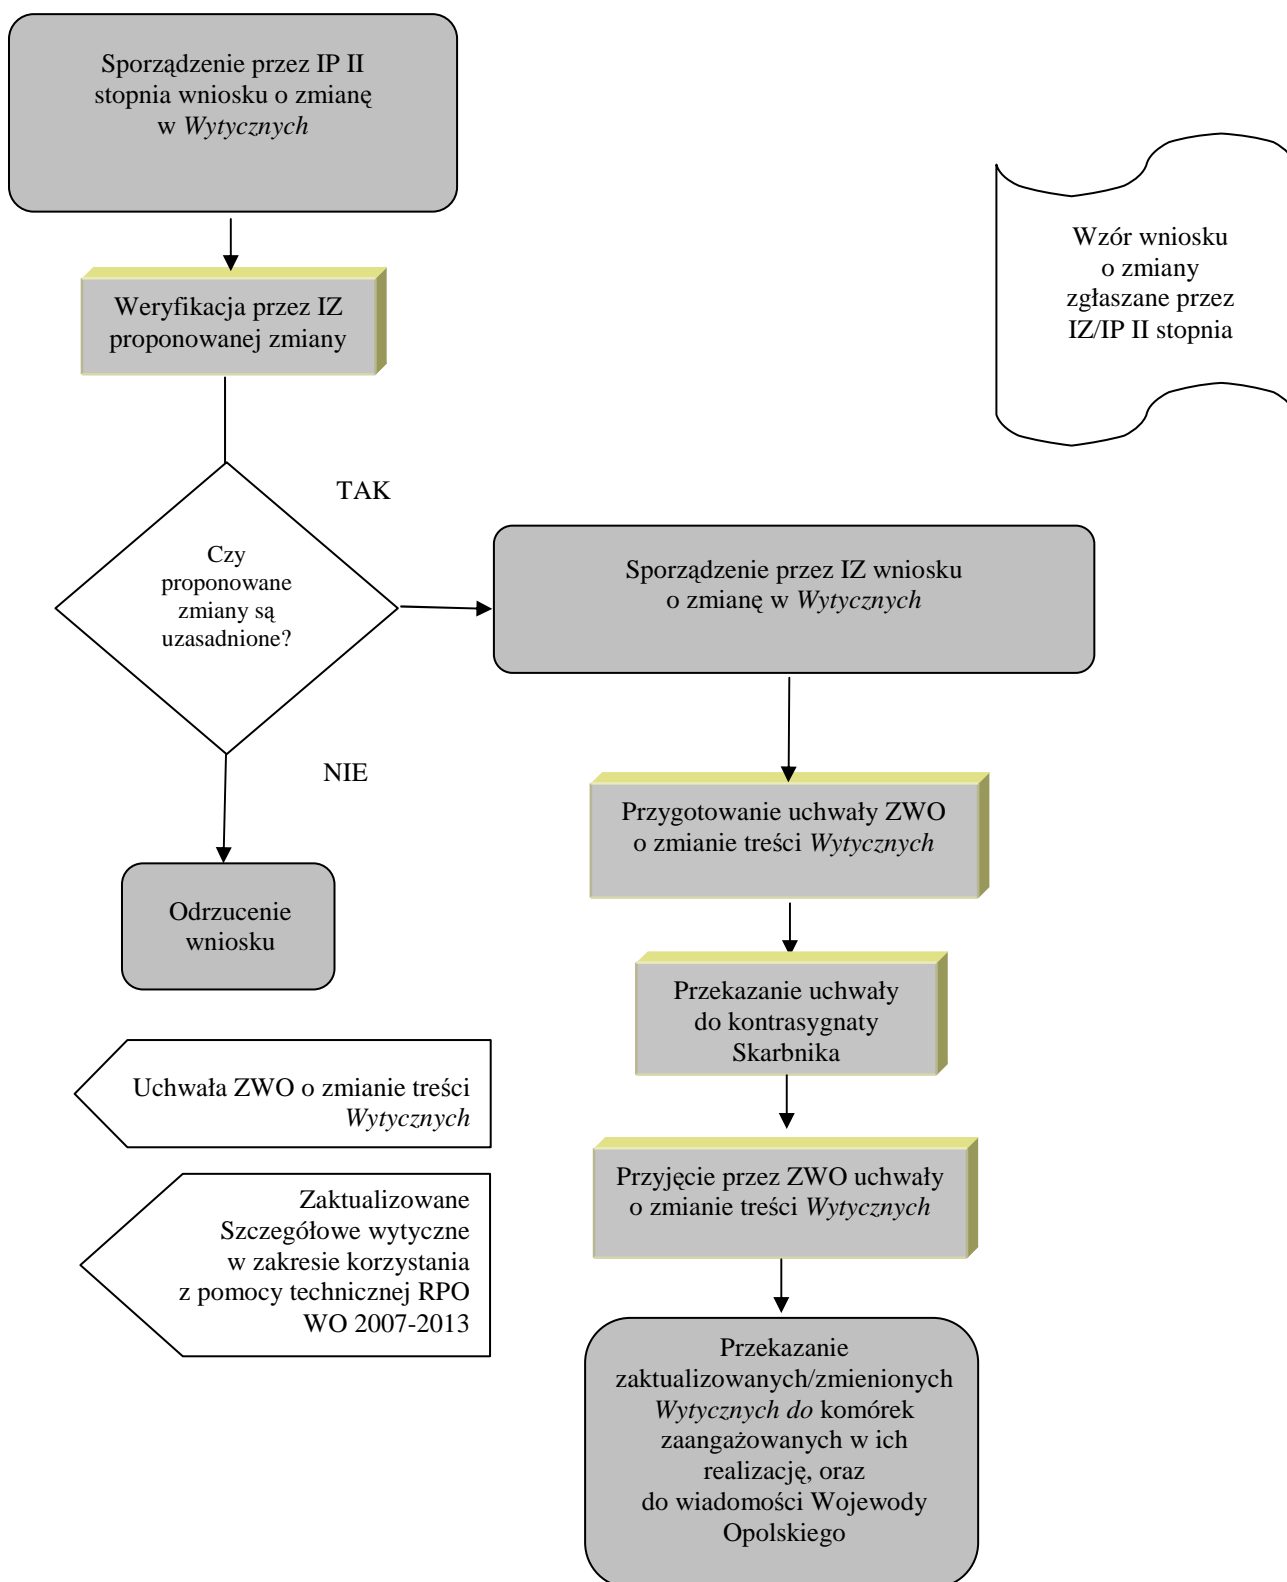 Sporządzenie przez IP II
stopnia wniosku o zmianę
w Wytycznych
Wzór wniosku
o zmiany
zgłaszane przez
IZ/IP II stopnia
Weryfikacja przez IZ
proponowanej zmiany
TAK
Czy
proponowane
zmiany są
uzasadnione?
Sporządzenie przez IZ wniosku
o zmianę w Wytycznych
NIE
Przygotowanie uchwały ZWO
o zmianie treści Wytycznych
Odrzucenie
wniosku
Przekazanie uchwały
do kontrasygnaty
Skarbnika
Uchwała ZWO o zmianie treści
Wytycznych
Przyjęcie przez ZWO uchwały
o zmianie treści Wytycznych
Zaktualizowane
Szczegółowe wytyczne
w zakresie korzystania
z pomocy technicznej RPO
WO 2007-2013
Przekazanie
zaktualizowanych/zmienionych
Wytycznych do komórek
zaangażowanych w ich
realizację, oraz
do wiadomości Wojewody
Opolskiego